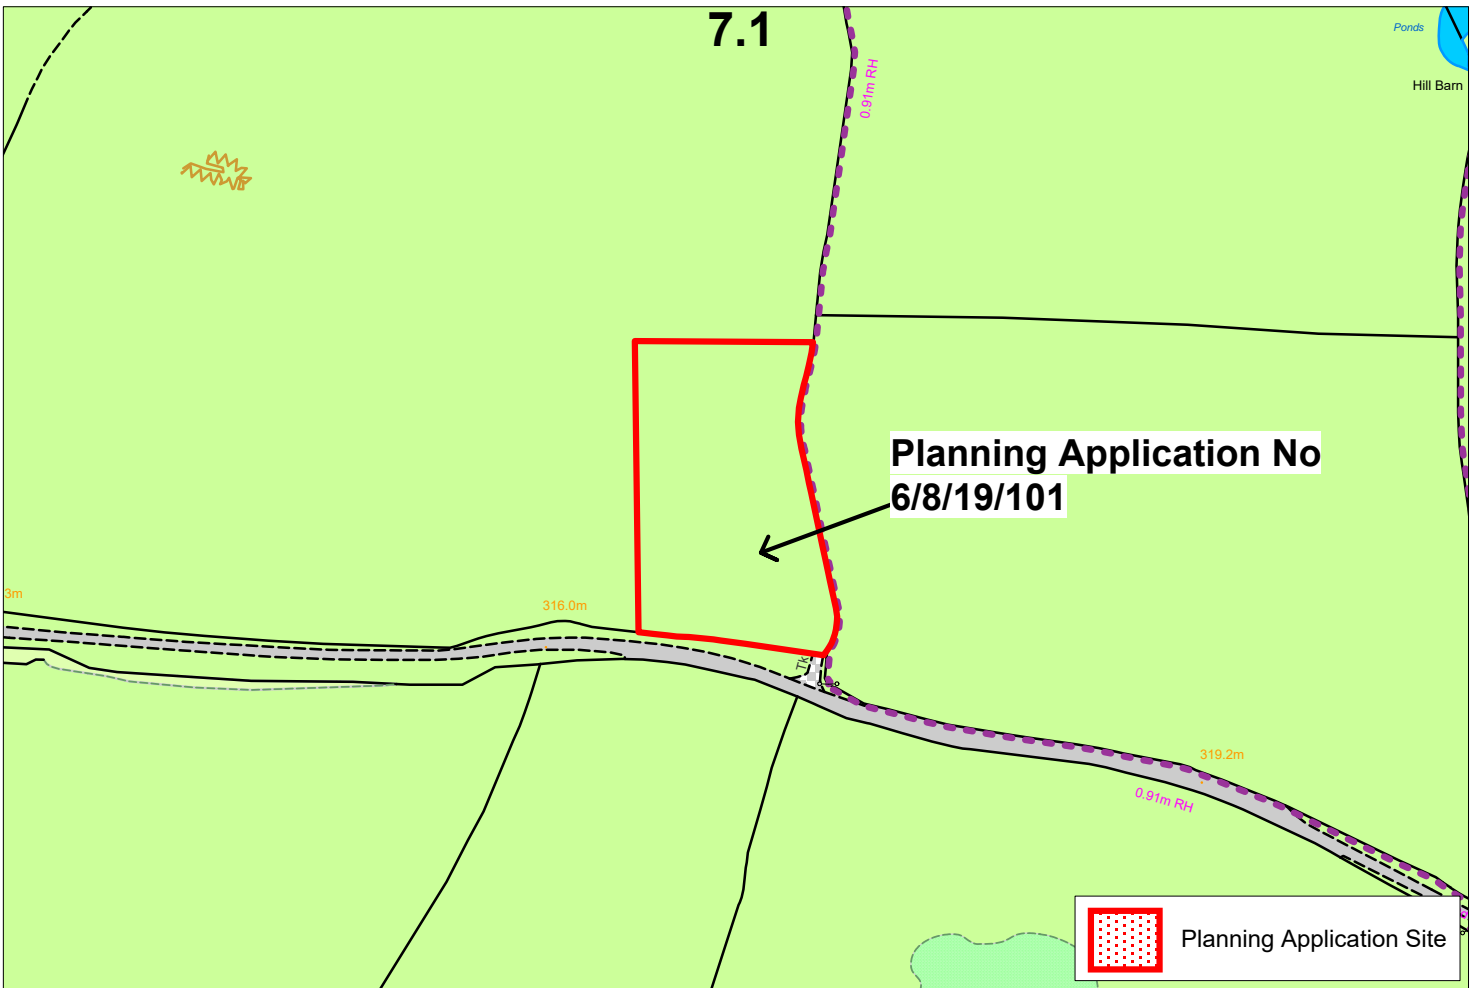 7.1
Ponds
Hill Barn
0.91m RH
Planning Application No
6/8/19/101
3m
316.0m
Tk
319.2m
0.91m RH
Planning Application Site